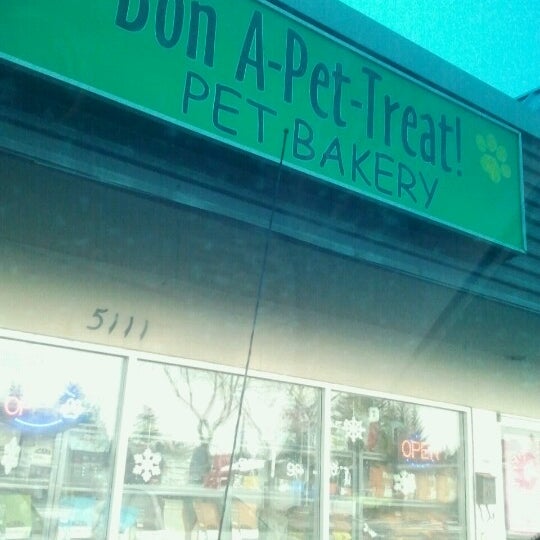 Bon A-Pet-Treat!
PET BAKERY
5111
OPEN